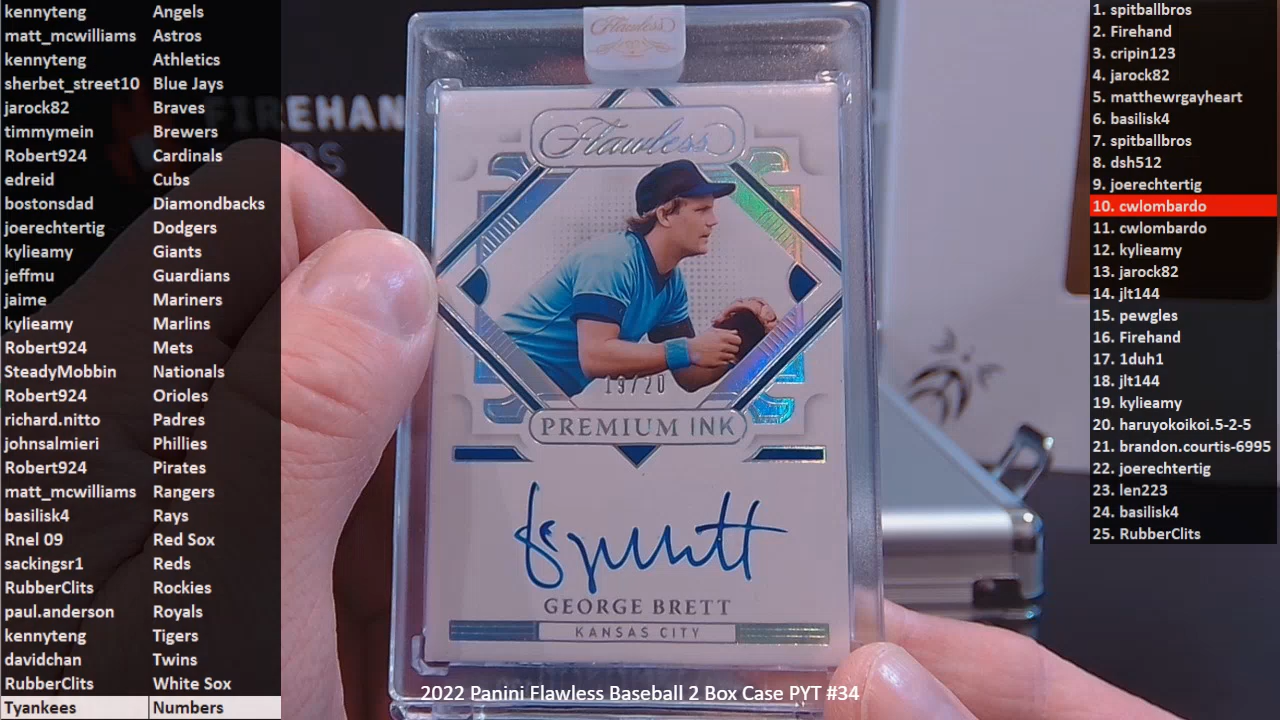 kennyteng Angels
matt_mcwilliams Astros
kennyteng Athletics
sherbet_street10 Blue Jays
jarock82 Braves
timmymein Brewers
Robert924 Cardinals
edreid Cubs
bostonsdad Diamondbacks
joerechtertig Dodgers
kylieamy Giants
jeffmu Guardians
jaime Mariners
kylieamy Marlins
Robert924 Mets
SteadyMobbin Nationals
Robert924 Orioles
richard.nitto Padres
johnsalmieri Phillies
Robert924 Pirates
matt_mcwilliams Rangers
basilisk4 Rays
Rnel 09 Red Sox
sackingsr1 Reds
RubberClits Rockies
paul.anderson Royals
kennyteng Tigers
davidchan Twins
RubberClits White Sox
Tyankees Numbers
Flawless
Flawless
19/20
PREMIUM INK
GEORGE BRETT
KANSAS CITY
2022 Panini Flawless Baseball 2 Box Case PYT #34
1. spitballbros
2. Firehand
3. cripin123
4. jarock82
5. matthewrgayheart
6. basilisk4
7. spitballbros
8. dsh512
9. joerechtertig
10. cwlombardo
11. cwlombardo
12. kylieamy
13. jarock82
14. jlt144
15. pewgles
16. Firehand
17. 1duh1
18. jlt144
19. kylieamy
20. haruyokoikoi.5-2-5
21. brandon.courtis-6995
22. joerechtertig
23. len223
24. basilisk4
25. RubberClits